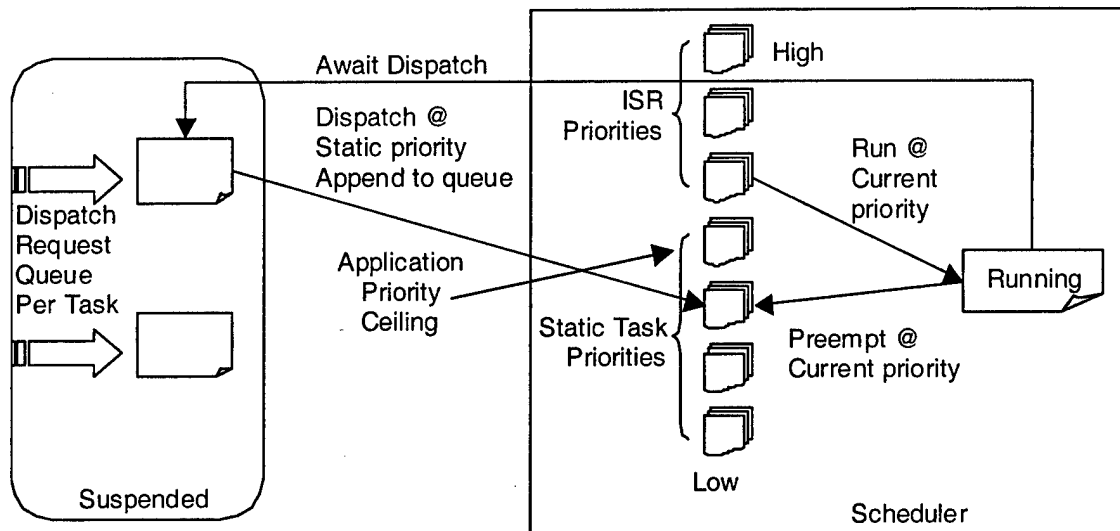 Await Dispatch
Dispatch @
Static priority
Append to queue
Dispatch
Request
Queue
Per Task
Suspended
Application
Priority
Ceiling
High
ISR
Priorities
Static Task
Priorities
Low
Run @
Current
priority
Running
Preempt @
Current priority
Scheduler